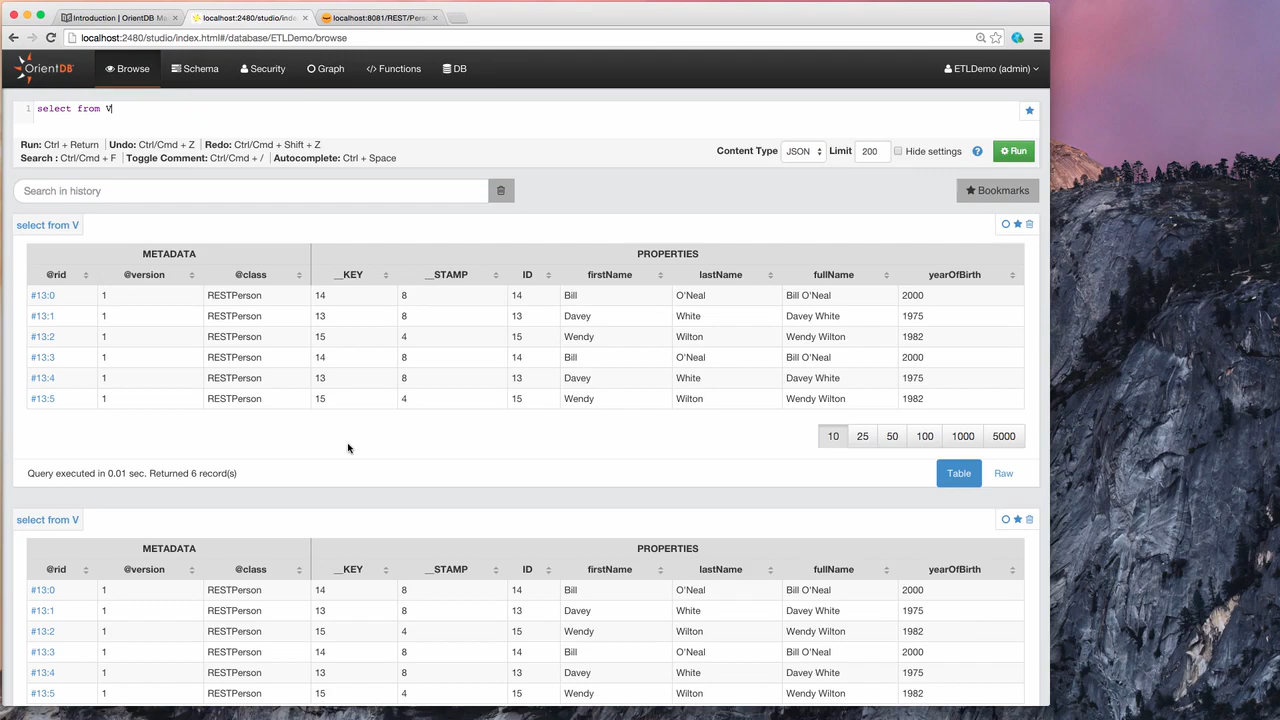 Introduction | OrientDB Ma
localhost:2480/studio/inde
localhost:8081/REST/Pers
localhost:2480/studio/index.html#/database/ETLDemo/browse
OrientDB Browse Schema Security Graph Functions DB ETLDemo (admin)
1 select from V
Run: Ctrl + Return Undo: Ctrl/Cmd + Z Redo: Ctrl/Cmd + Shift + Z
Search : Ctrl/Cmd + F Toggle Comment: Ctrl/Cmd + / Autocomplete: Ctrl + Space
Content Type JSON Limit 200 Hide settings ? Run
Search in history Bookmarks
select from V
METADATA PROPERTIES
@rid @version @class __KEY __STAMP ID firstName lastName fullName yearOfBirth
#13:0 1 RESTPerson 14 8 14 Bill O'Neal Bill O'Neal 2000
#13:1 1 RESTPerson 13 8 13 Davey White Davey White 1975
#13:2 1 RESTPerson 15 4 15 Wendy Wilton Wendy Wilton 1982
#13:3 1 RESTPerson 14 8 14 Bill O'Neal Bill O'Neal 2000
#13:4 1 RESTPerson 13 8 13 Davey White Davey White 1975
#13:5 1 RESTPerson 15 4 15 Wendy Wilton Wendy Wilton 1982
10 25 50 100 1000 5000
Query executed in 0.01 sec. Returned 6 record(s) Table Raw
select from V
METADATA PROPERTIES
@rid @version @class __KEY __STAMP ID firstName lastName fullName yearOfBirth
#13:0 1 RESTPerson 14 8 14 Bill O'Neal Bill O'Neal 2000
#13:1 1 RESTPerson 13 8 13 Davey White Davey White 1975
#13:2 1 RESTPerson 15 4 15 Wendy Wilton Wendy Wilton 1982
#13:3 1 RESTPerson 14 8 14 Bill O'Neal Bill O'Neal 2000
#13:4 1 RESTPerson 13 8 13 Davey White Davey White 1975
#13:5 1 RESTPerson 15 4 15 Wendy Wilton Wendy Wilton 1982